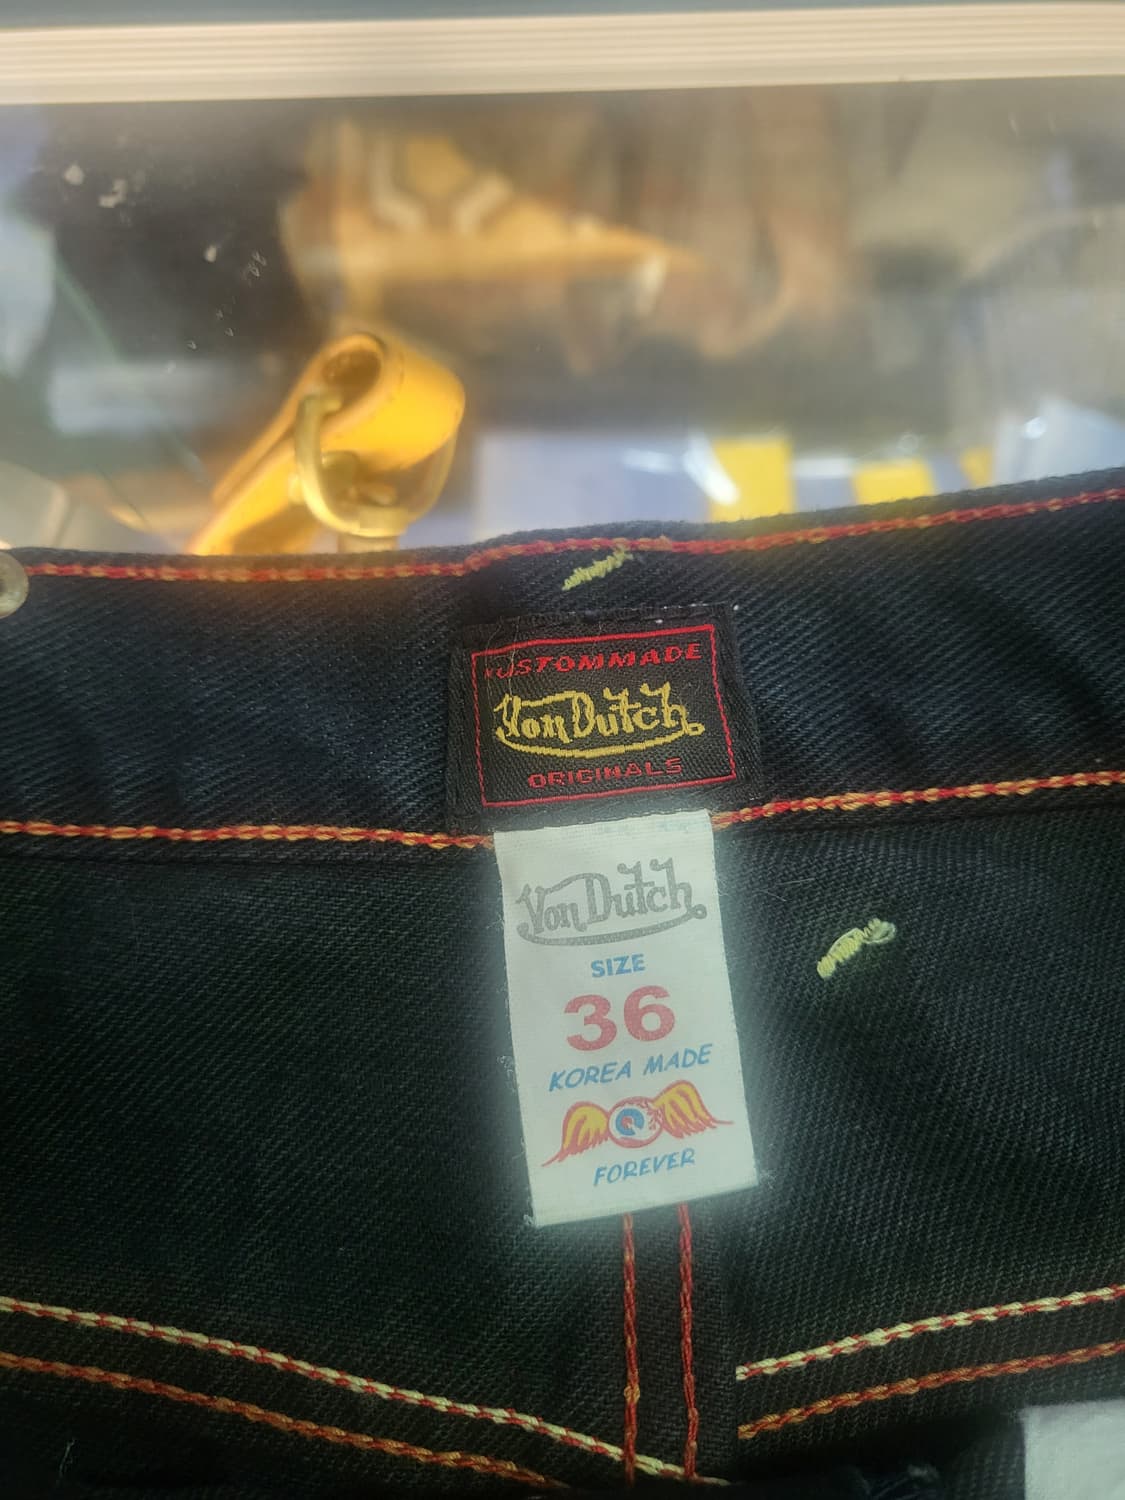 KUSTOMMADE
Von Dutch
ORIGINALS
Von Dutch
SIZE
36
KOREA MADE
FOREVER